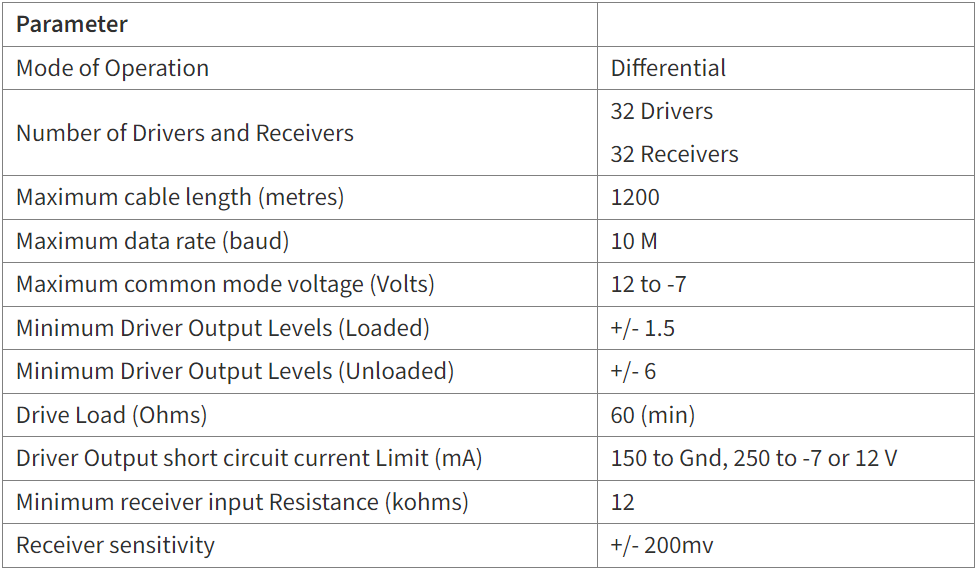 Parameter
Mode of Operation Differential
Number of Drivers and Receivers 32 Drivers
32 Receivers
Maximum cable length (metres) 1200
Maximum data rate (baud) 10 M
Maximum common mode voltage (Volts) 12 to -7
Minimum Driver Output Levels (Loaded) +/- 1.5
Minimum Driver Output Levels (Unloaded) +/- 6
Drive Load (Ohms) 60 (min)
Driver Output short circuit current Limit (mA) 150 to Gnd, 250 to -7 or 12 V
Minimum receiver input Resistance (kohms) 12
Receiver sensitivity +/- 200mv